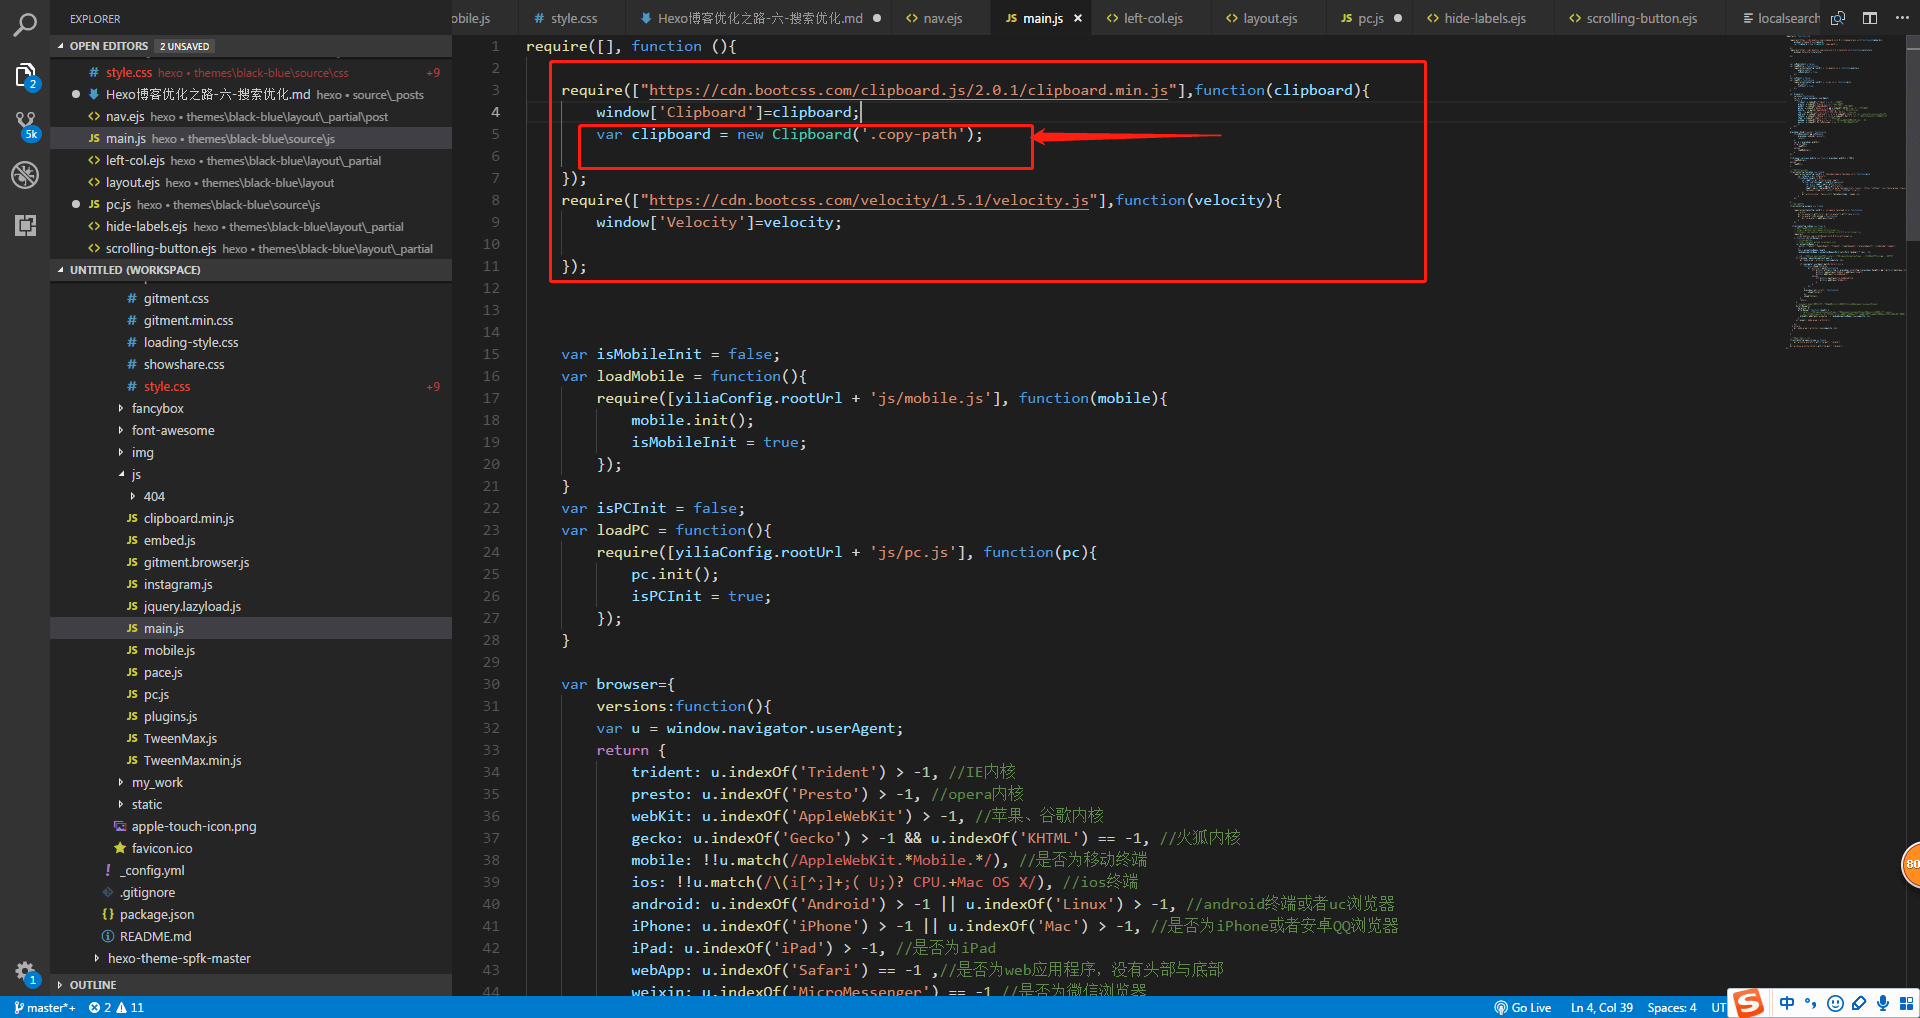 EXPLORER
OPEN EDITORS 2 UNSAVED
style.css hexo • themes\black-blue\source\css +9
Hexo博客优化之路-六-搜索优化.md hexo • source\_posts
nav.ejs hexo • themes\black-blue\layout\_partial\post
main.js hexo • themes\black-blue\source\js
left-col.ejs hexo • themes\black-blue\layout\_partial
layout.ejs hexo • themes\black-blue\layout
pc.js hexo • themes\black-blue\source\js
hide-labels.ejs hexo • themes\black-blue\layout\_partial
scrolling-button.ejs hexo • themes\black-blue\layout\_partial
UNTITLED (WORKSPACE)
gitment.css
gitment.min.css
loading-style.css
showshare.css
style.css +9
fancybox
font-awesome
img
js
404
clipboard.min.js
embed.js
gitment.browser.js
instagram.js
jquery.lazyload.js
main.js
mobile.js
pace.js
pc.js
plugins.js
TweenMax.js
TweenMax.min.js
my_work
static
apple-touch-icon.png
favicon.ico
_config.yml
.gitignore
package.json
README.md
hexo-theme-spfk-master
OUTLINE
2
5k
1
obile.js style.css Hexo博客优化之路-六-搜索优化.md nav.ejs main.js left-col.ejs layout.ejs pc.js hide-labels.ejs scrolling-button.ejs localsearch
1 require([], function (){
2
3 require(["https://cdn.bootcss.com/clipboard.js/2.0.1/clipboard.min.js"],function(clipboard){
4 window['Clipboard']=clipboard;
5 var clipboard = new Clipboard('.copy-path');
6
7 });
8 require(["https://cdn.bootcss.com/velocity/1.5.1/velocity.js"],function(velocity){
9 window['Velocity']=velocity;
10
11 });
12
13
14
15 var isMobileInit = false;
16 var loadMobile = function(){
17 require([yiliaConfig.rootUrl + 'js/mobile.js'], function(mobile){
18 mobile.init();
19 isMobileInit = true;
20 });
21 }
22 var isPCInit = false;
23 var loadPC = function(){
24 require([yiliaConfig.rootUrl + 'js/pc.js'], function(pc){
25 pc.init();
26 isPCInit = true;
27 });
28 }
29
30 var browser={
31 versions:function(){
32 var u = window.navigator.userAgent;
33 return {
34 trident: u.indexOf('Trident') > -1, //IE内核
35 presto: u.indexOf('Presto') > -1, //opera内核
36 webKit: u.indexOf('AppleWebKit') > -1, //苹果、谷歌内核
37 gecko: u.indexOf('Gecko') > -1 && u.indexOf('KHTML') == -1, //火狐内核
38 mobile: !!u.match(/AppleWebKit.*Mobile.*/), //是否为移动终端
39 ios: !!u.match(/\(i[^;]+;( U;)? CPU.+Mac OS X/), //ios终端
40 android: u.indexOf('Android') > -1 || u.indexOf('Linux') > -1, //android终端或者uc浏览器
41 iPhone: u.indexOf('iPhone') > -1 || u.indexOf('Mac') > -1, //是否为iPhone或者安卓QQ浏览器
42 iPad: u.indexOf('iPad') > -1, //是否为iPad
43 webApp: u.indexOf('Safari') == -1 ,//是否为web应用程序，没有头部与底部
44 weixin: u.indexOf('MicroMessenger') == -1 //是否为微信浏览器
80
master*+ 2 11 Go Live Ln 4, Col 39 Spaces: 4 UT 中